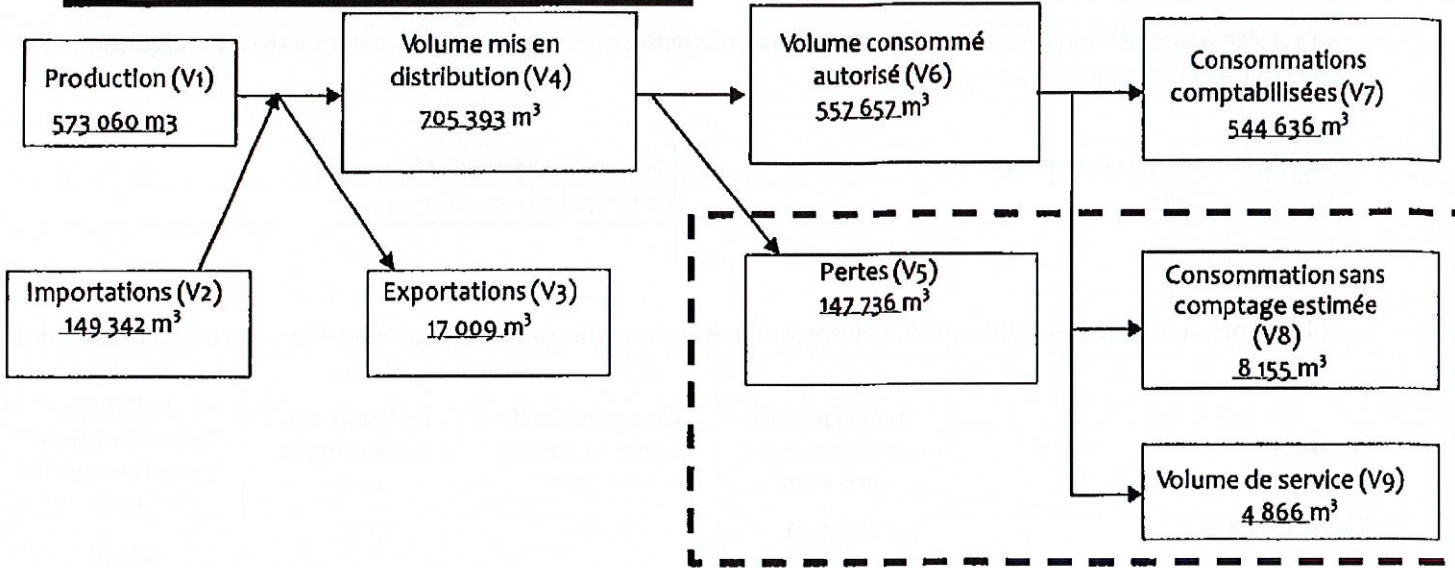 Production (V1)
573 060 m3
Volume mis en
distribution (V4)
705 393 m³
Volume consommé
autorisé (V6)
557 657 m³
Consommations
comptabilisées (V7)
544 636 m³
Importations (V2)
149 342 m³
Exportations (V3)
17 009 m³
Pertes (V5)
147 736 m³
Consommation sans
comptage estimée
(V8)
8 155 m³
Volume de service (V9)
4 866 m³